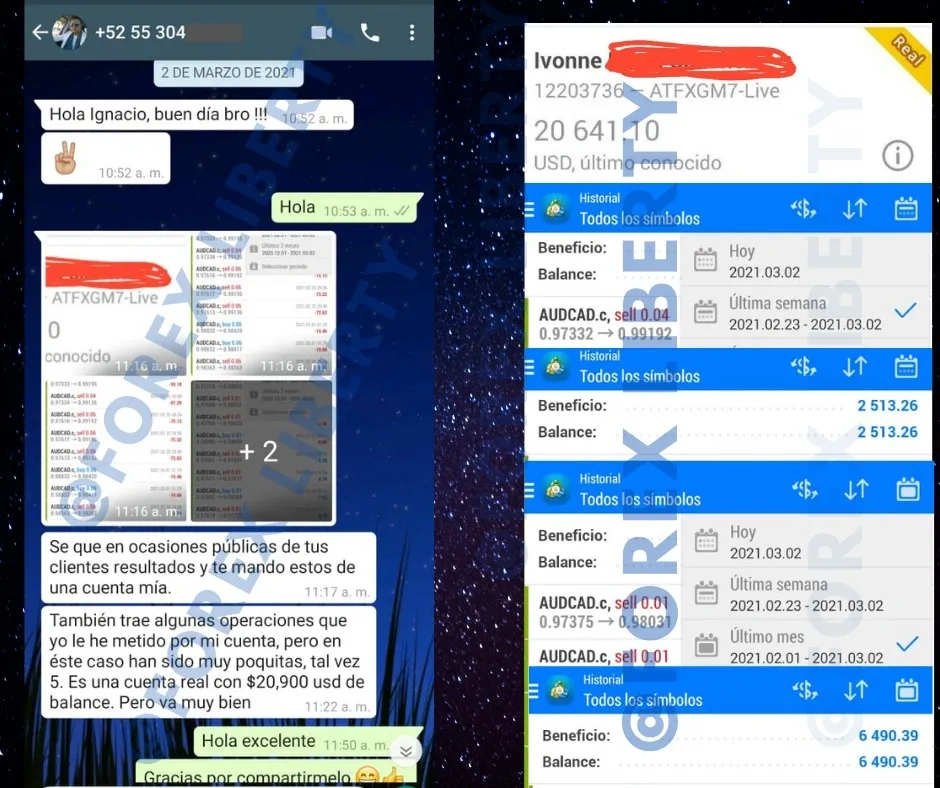 +52 55 304
2 DE MARZO DE 2021
Hola Ignacio, buen día bro !!!
10:52 a. m.
10:52 a. m.
Hola
10:53 a. m.
ATFXGM7-Live
0
conocido
11:16 a. m.
11:16 a. m.
11:16 a. m.
+ 2
Se que en ocasiones públicas de tus
clientes resultados y te mando estos de
una cuenta mía.
11:17 a. m.
También trae algunas operaciones que
yo le he metido por mi cuenta, pero en
éste caso han sido muy poquitas, tal vez
5. Es una cuenta real con $20,900 usd de
balance. Pero va muy bien
11:22 a. m.
Hola excelente
11:50 a. m.
Gracias por compartirmelo
@FOREX LIBERTY
@FOREX LIBERTY
Ivonne
Real
12203736 — ATFXGM7-Live
20 641.10
USD, último conocido
Historial
Todos los símbolos
Beneficio:
Balance:
Hoy
2021.03.02
Última semana
2021.02.23 - 2021.03.02
AUDCAD.c, sell 0.04
0.97332 → 0.99192
Historial
Todos los símbolos
Beneficio: 2 513.26
Balance: 2 513.26
Historial
Todos los símbolos
Beneficio:
Balance:
Hoy
2021.03.02
Última semana
2021.02.23 - 2021.03.02
AUDCAD.c, sell 0.01
0.97375 → 0.98031
Último mes
2021.02.01 - 2021.03.02
AUDCAD.c, sell 0.01
Historial
Todos los símbolos
Beneficio: 6 490.39
Balance: 6 490.39
@FOREX LIBERTY
@FOREX LIBERTY